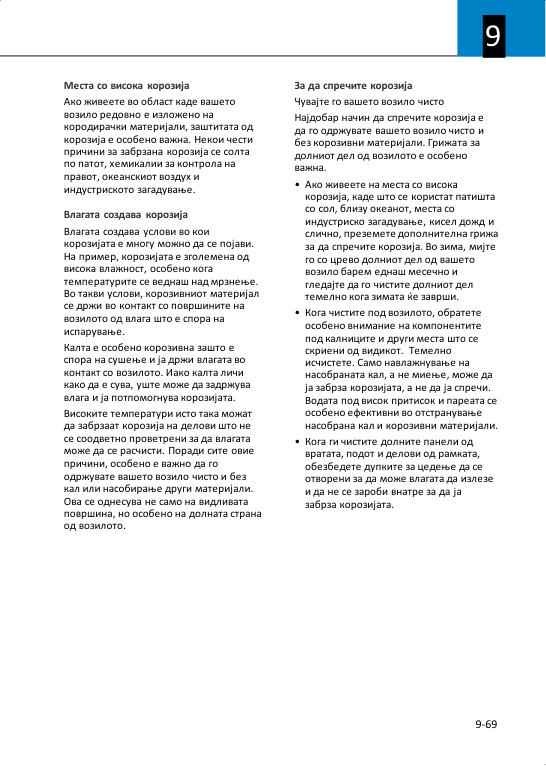 9
Места со висока корозија
Ако живеете во област каде вашето
возило редовно е изложено на
кородирачки материјали, заштитата од
корозија е особено важна. Некои чести
причини за забрзана корозија се солта
по патот, хемикалии за контрола на
правот, океанскиот воздух и
индустриското загадување.
Влагата создава корозија
Влагата создава услови во кои
корозијата е многу можно да се појави.
На пример, корозијата е зголемена од
висока влажност, особено кога
температурите се веднаш над мрзнење.
Во такви услови, корозивниот материјал
се држи во контакт со површините на
возилото од влага што е спора на
испарување.
Калта е особено корозивна зашто е
спора на сушење и ја држи влагата во
контакт со возилото. Иако калта личи
како да е сува, уште може да задржува
влага и ја потпомогнува корозијата.
Високите температури исто така можат
да забрзаат корозија на делови што не
се соодветно проветрени за да влагата
може да се расчисти. Поради сите овие
причини, особено е важно да го
одржувате вашето возило чисто и без
кал или насобирање други материјали.
Ова се однесува не само на видливата
површина, но особено на долната страна
од возилото.
За да спречите корозија
Чувајте го вашето возило чисто
Најдобар начин да спречите корозија е
да го одржувате вашето возило чисто и
без корозивни материјали. Грижата за
долниот дел од возилото е особено
важна.
• Ако живеете на места со висока
корозија, каде што се користат патишта
со сол, близу океанот, места со
индустриско загадување, кисел дожд и
слично, преземете дополнителна грижа
за да спречите корозија. Во зима, мијте
го со црево долниот дел од вашето
возило барем еднаш месечно и
гледајте да го чистите долниот дел
темелно кога зимата ќе заврши.
• Кога чистите под возилото, обратете
особено внимание на компонентите
под калниците и други места што се
скриени од видикот. Темелно
исчистете. Само навлажнување на
насобраната кал, а не миење, може да
ја забрза корозијата, а не да ја спречи.
Водата под висок притисок и пареата се
особено ефективни во отстранување
насобрана кал и корозивни материјали.
• Кога ги чистите долните панели од
вратата, подот и делови од рамката,
обезбедете дупките за цедење да се
отворени за да може влагата да излезе
и да не се зароби внатре за да ја
забрза корозијата.
9-69